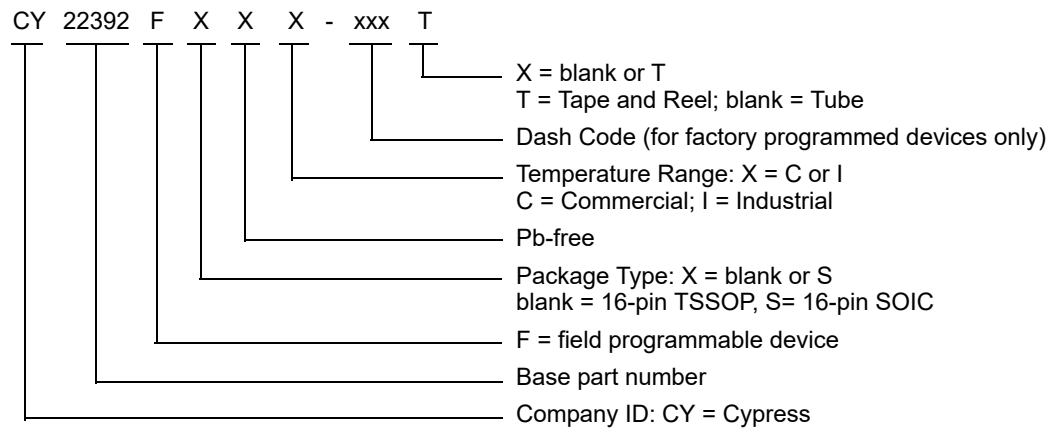 CY 22392 F X X X - xxx T
X = blank or T
T = Tape and Reel; blank = Tube
Dash Code (for factory programmed devices only)
Temperature Range: X = C or I
C = Commercial; I = Industrial
Pb-free
Package Type: X = blank or S
blank = 16-pin TSSOP, S= 16-pin SOIC
F = field programmable device
Base part number
Company ID: CY = Cypress